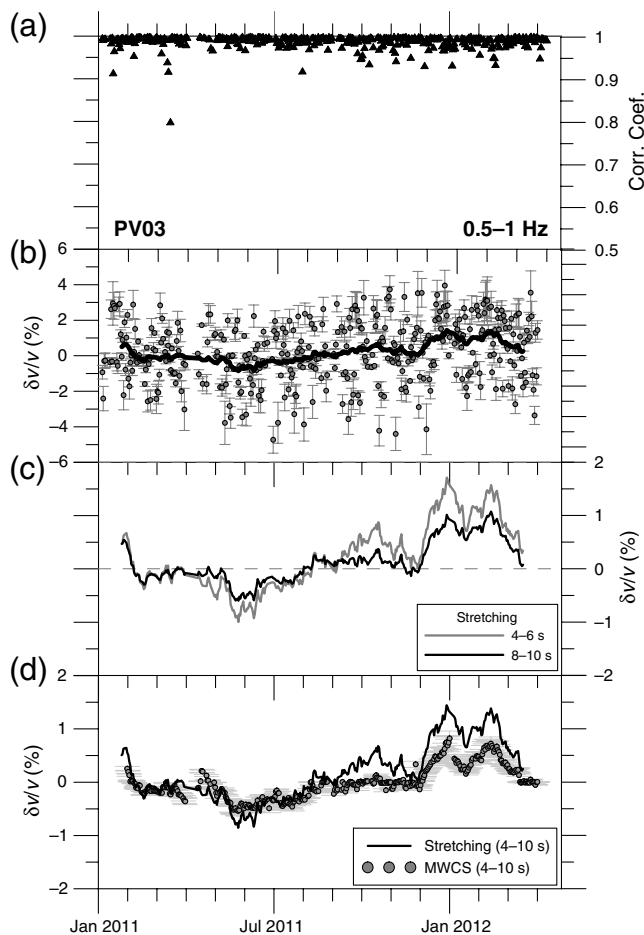 (a)
1
0.9
0.8
0.7
0.6
0.5
Corr. Coef.
PV03 0.5–1 Hz
(b)
6
4
2
0
−2
−4
−6
δv/v (%)
(c)
2
1
0
−1
−2
δv/v (%)
Stretching
4–6 s
8–10 s
(d)
2
1
0
−1
−2
δv/v (%)
Stretching (4–10 s)
MWCS (4–10 s)
Jan 2011 Jul 2011 Jan 2012